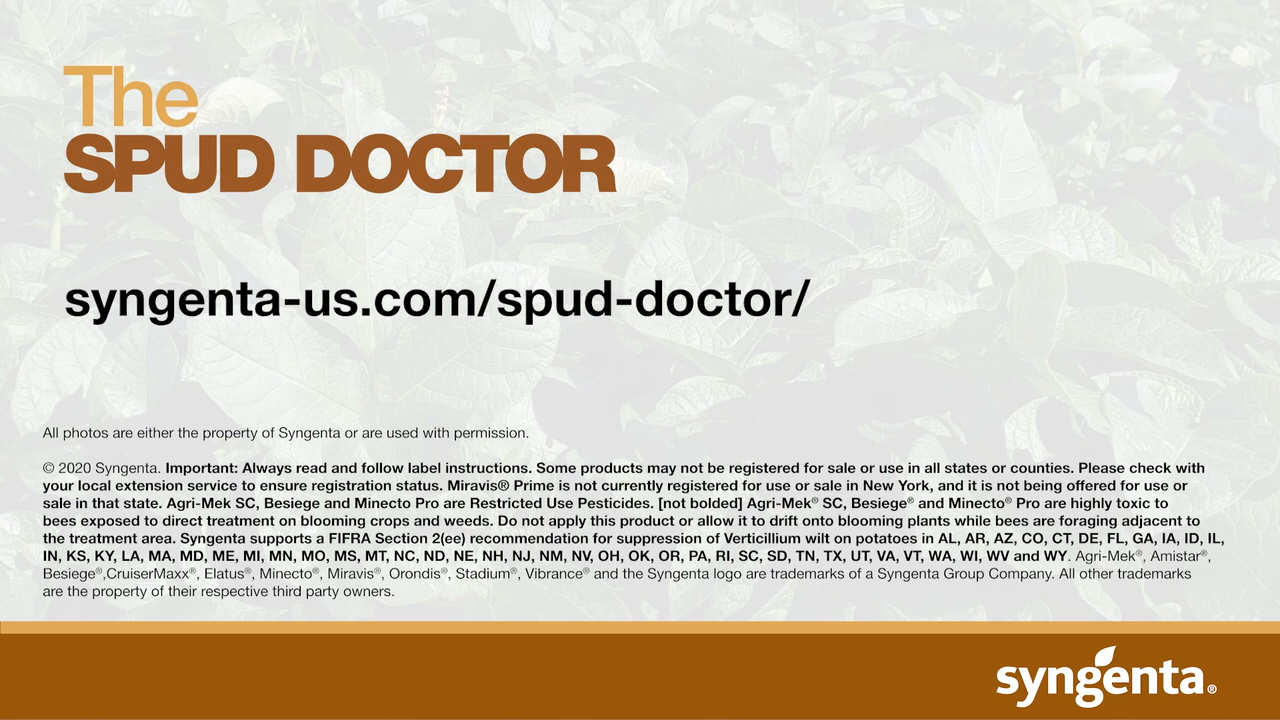 The
SPUD DOCTOR
syngenta-us.com/spud-doctor/
All photos are either the property of Syngenta or are used with permission.
© 2020 Syngenta. Important: Always read and follow label instructions. Some products may not be registered for sale or use in all states or counties. Please check with
your local extension service to ensure registration status. Miravis® Prime is not currently registered for use or sale in New York, and it is not being offered for use or
sale in that state. Agri-Mek SC, Besiege and Minecto Pro are Restricted Use Pesticides. [not bolded] Agri-Mek® SC, Besiege® and Minecto® Pro are highly toxic to
bees exposed to direct treatment on blooming crops and weeds. Do not apply this product or allow it to drift onto blooming plants while bees are foraging adjacent to
the treatment area. Syngenta supports a FIFRA Section 2(ee) recommendation for suppression of Verticillium wilt on potatoes in AL, AR, AZ, CO, CT, DE, FL, GA, IA, ID, IL,
IN, KS, KY, LA, MA, MD, ME, MI, MN, MO, MS, MT, NC, ND, NE, NH, NJ, NM, NV, OH, OK, OR, PA, RI, SC, SD, TN, TX, UT, VA, VT, WA, WI, WV and WY. Agri-Mek®, Amistar®,
Besiege®,CruiserMaxx®, Elatus®, Minecto®, Miravis®, Orondis®, Stadium®, Vibrance® and the Syngenta logo are trademarks of a Syngenta Group Company. All other trademarks
are the property of their respective third party owners.
syngenta®